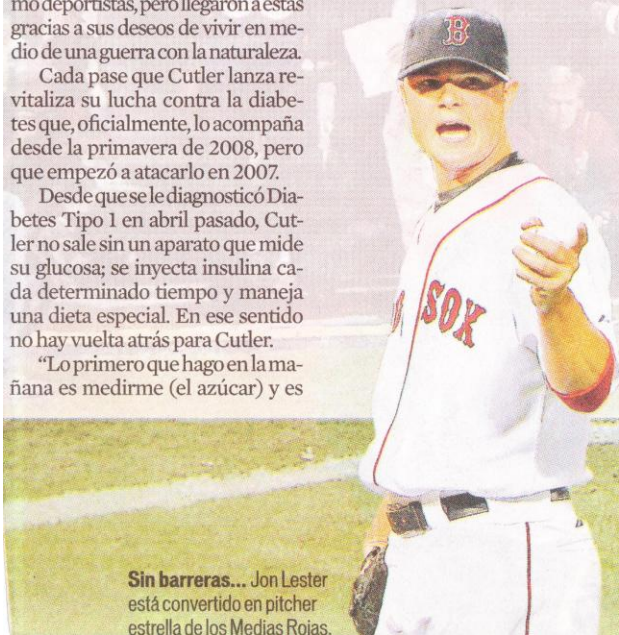 mo deportistas, pero llegaron a estas
gracias a sus deseos de vivir en me-
dio de una guerra con la naturaleza.
Cada pase que Cutler lanza re-
vitaliza su lucha contra la diabe-
tes que, oficialmente, lo acompaña
desde la primavera de 2008, pero
que empezó a atacarlo en 2007.
Desde que se le diagnosticó Dia-
betes Tipo 1 en abril pasado, Cut-
ler no sale sin un aparato que mide
su glucosa; se inyecta insulina ca-
da determinado tiempo y maneja
una dieta especial. En ese sentido
no hay vuelta atrás para Cutler.
“Lo primero que hago en la ma-
ñana es medirme (el azúcar) y es
B
SOX
Sin barreras... Jon Lester
está convertido en pitcher
estrella de los Medias Rojas.